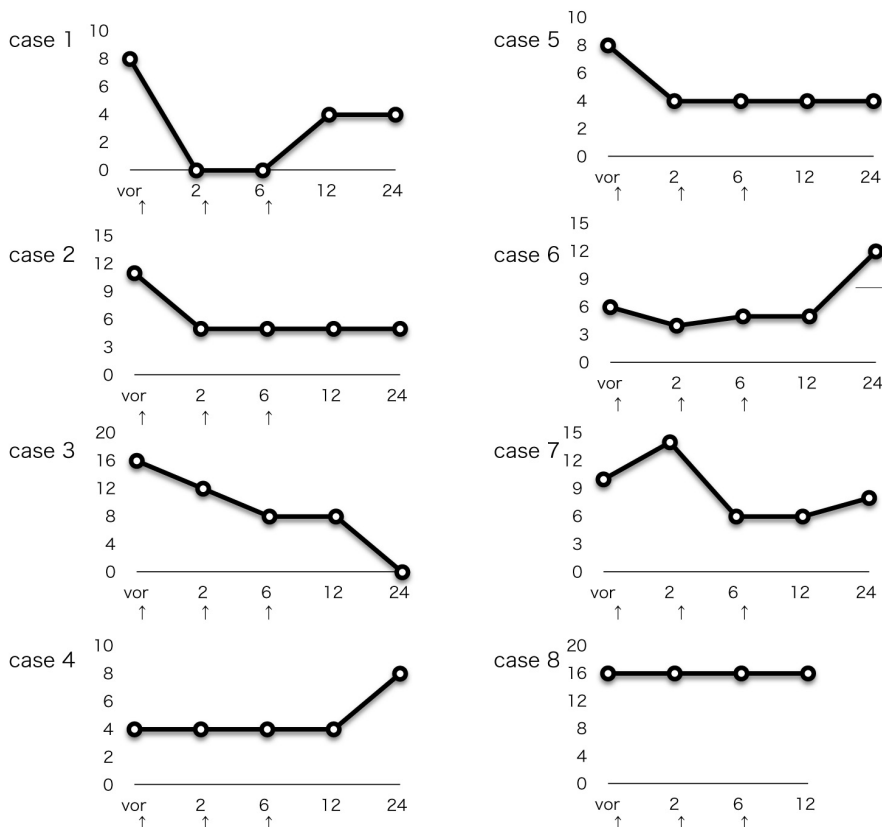 case 1
10
8
6
4
2
0
vor 2 6 12 24
↑ ↑ ↑
case 2
15
12
9
6
3
0
vor 2 6 12 24
↑ ↑ ↑
case 3
20
16
12
8
4
0
vor 2 6 12 24
↑ ↑ ↑
case 4
10
8
6
4
2
0
vor 2 6 12 24
↑ ↑ ↑
case 5
10
8
6
4
2
0
vor 2 6 12 24
↑ ↑ ↑
case 6
15
12
9
6
3
0
vor 2 6 12 24
↑ ↑ ↑
case 7
15
12
9
6
3
0
vor 2 6 12 24
↑ ↑ ↑
case 8
20
16
12
8
4
0
vor 2 6 12
↑ ↑ ↑